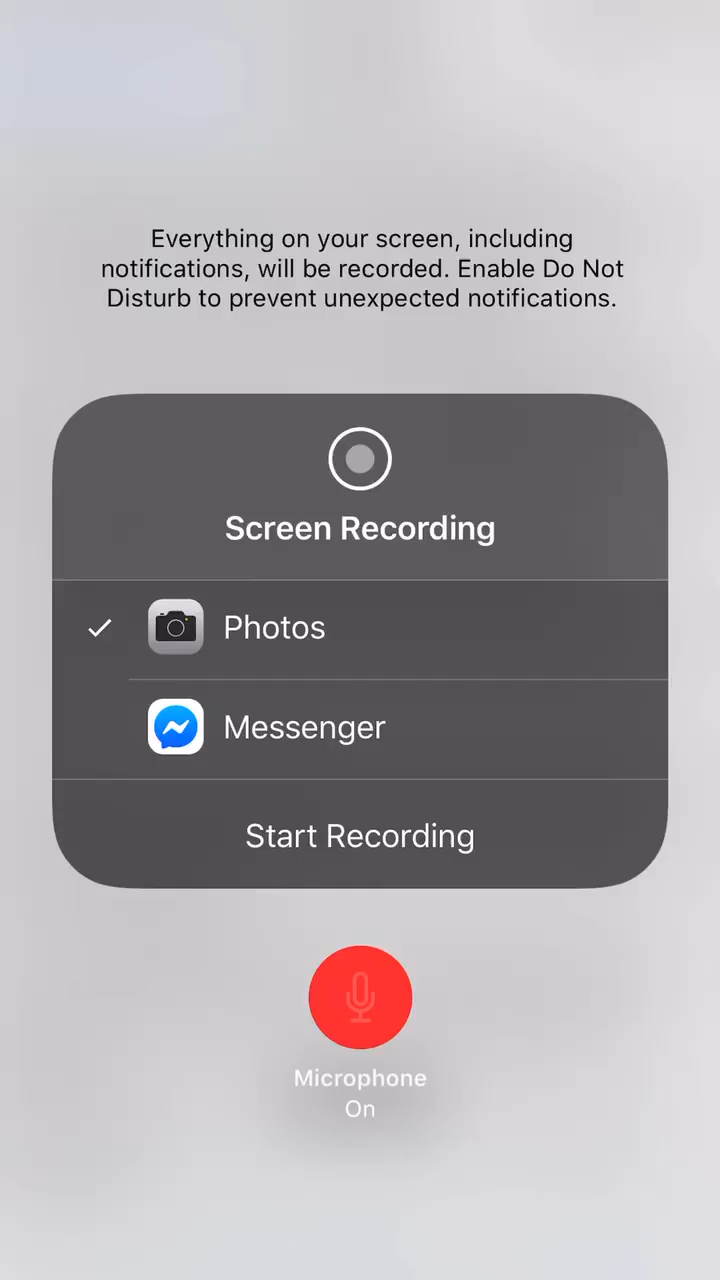 Everything on your screen, including
notifications, will be recorded. Enable Do Not
Disturb to prevent unexpected notifications.
Screen Recording
Photos
Messenger
Start Recording
Microphone
On